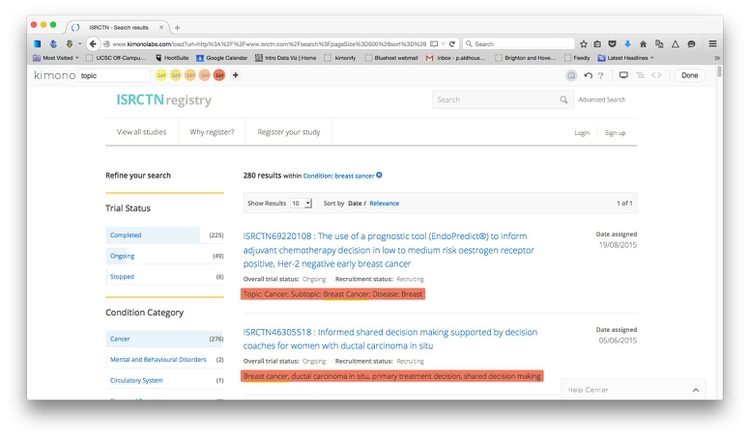 ISRCTN - Search results
www.kimonolabs.com/load?url=http%3A%2F%2Fwww.isrctn.com%2Fsearch%3FpageSize%3D500%26sort%3D%26
Search
Most Visited
UCSC Off-Campu...
HootSuite
Google Calendar
Intro Data Viz | Home
kimonify
Bluehost webmail
Inbox - p.aldhous...
Brighton and Hove...
Feedly
Latest Headlines
kimono
topic
Done
ISRCTN registry
Search
Advanced Search
View all studies
Why register?
Register your study
Login
Sign up
Refine your search
280 results within Condition: breast cancer
Trial Status
Show Results 10 Sort by Date / Relevance
1 of 1
Completed (225)
Ongoing (49)
Stopped (6)
ISRCTN69220108 : The use of a prognostic tool (EndoPredict®) to inform
adjuvant chemotherapy decision in low to medium risk oestrogen receptor
positive, Her-2 negative early breast cancer
Date assigned
19/08/2015
Overall trial status: Ongoing Recruitment status: Recruiting
Topic: Cancer; Subtopic: Breast Cancer; Disease: Breast
Condition Category
Cancer (276)
Mental and Behavioural Disorders (2)
Circulatory System (1)
ISRCTN46305518 : Informed shared decision making supported by decision
coaches for women with ductal carcinoma in situ
Date assigned
05/06/2015
Overall trial status: Ongoing Recruitment status: Recruiting
Breast cancer, ductal carcinoma in situ, primary treatment decision, shared decision making
Help Center